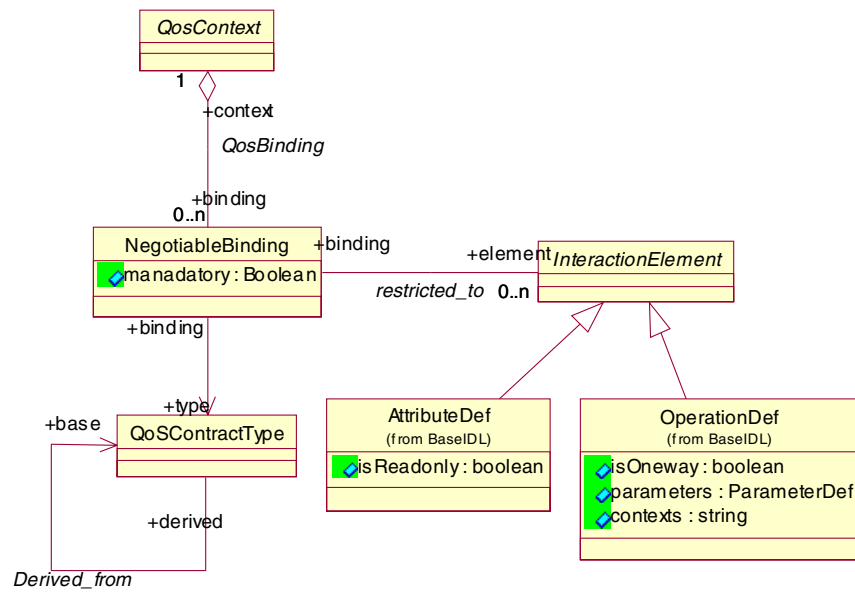 QosContext
1
+context
QosBinding
+binding
0..n
NegotiableBinding
manadatory : Boolean
+binding
+element
restricted_to
0..n
InteractionElement
+binding
+type
+base
QoSContractType
+derived
Derived_from
AttributeDef
(from BaseIDL)
isReadonly : boolean
OperationDef
(from BaseIDL)
isOneway : boolean
parameters : ParameterDef
contexts : string